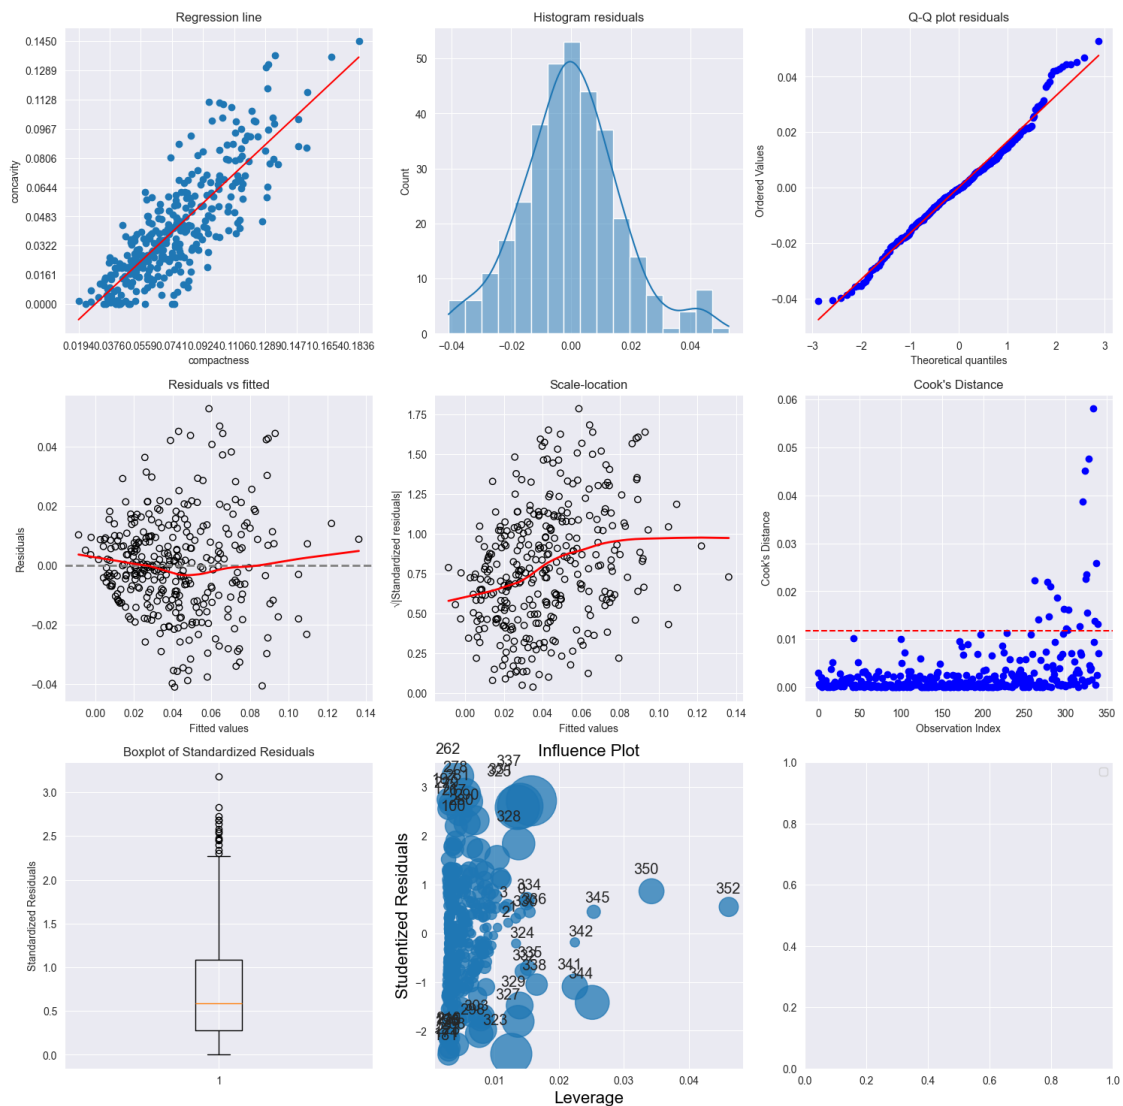 Regression line
concavity
0.1450
0.1289
0.1128
0.0967
0.0806
0.0644
0.0483
0.0322
0.0161
0.0000
0.0194 0.0376 0.0559 0.0741 0.0924 0.1106 0.1289 0.1471 0.1654 0.1836
compactness
Histogram residuals
Count
50
40
30
20
10
0
−0.04 −0.02 0.00 0.02 0.04
Q-Q plot residuals
Ordered Values
0.04
0.02
0.00
−0.02
−0.04
−3 −2 −1 0 1 2 3
Theoretical quantiles
Residuals vs fitted
Residuals
0.04
0.02
0.00
−0.02
−0.04
0.00 0.02 0.04 0.06 0.08 0.10 0.12 0.14
Fitted values
Scale-location
√|Standardized residuals|
1.75
1.50
1.25
1.00
0.75
0.50
0.25
0.00
0.00 0.02 0.04 0.06 0.08 0.10 0.12 0.14
Fitted values
Cook's Distance
Cook's Distance
0.06
0.05
0.04
0.03
0.02
0.01
0.00
0 50 100 150 200 250 300 350
Observation Index
Boxplot of Standardized Residuals
Standardized Residuals
3.0
2.5
2.0
1.5
1.0
0.5
0.0
1
Influence Plot
Studentized Residuals
3
2
1
0
−1
−2
262
278
337
328
350
352
334
345
324
342
338
341
344
329
327
323
0.01 0.02 0.03 0.04
Leverage
1.0
0.8
0.6
0.4
0.2
0.0
0.0 0.2 0.4 0.6 0.8 1.0